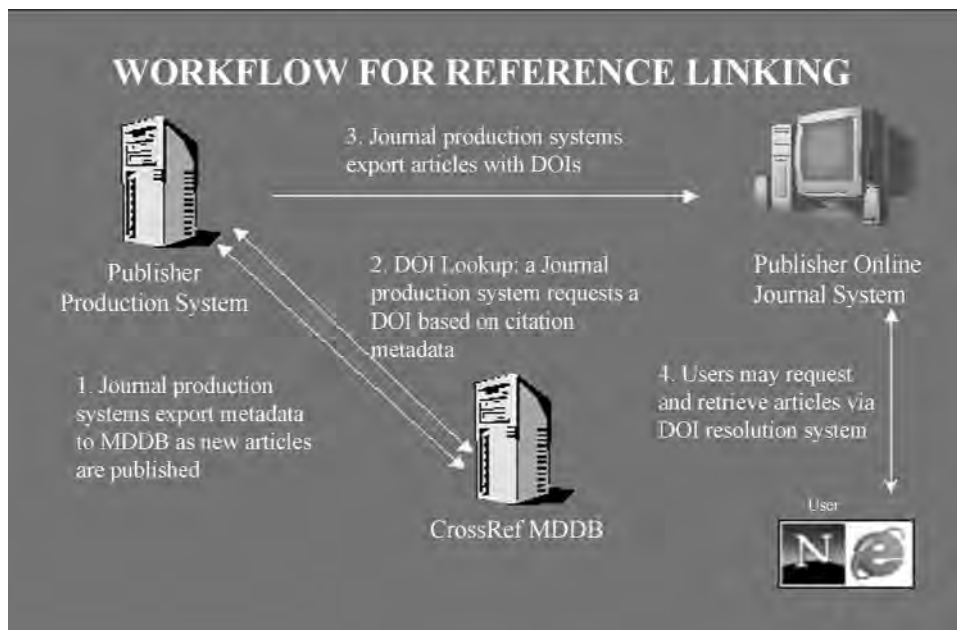 WORKFLOW FOR REFERENCE LINKING
3. Journal production systems
export articles with DOIs
Publisher
Production System
2. DOI Lookup: a Journal
production system requests a
DOI based on citation
metadata
Publisher Online
Journal System
1. Journal production
systems export metadata
to MDDB as new articles
are published
4. Users may request
and retrieve articles via
DOI resolution system
CrossRef MDDB
User
N
e